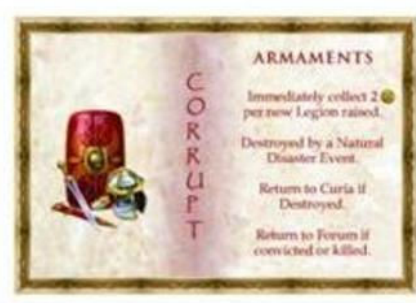 CORRUPT
ARMAMENTS
Immediately collect 2
per new Legion raised.
Destroyed by a Natural
Disaster Event.
Return to Curia if
Destroyed.
Return to Forum if
convicted or killed.